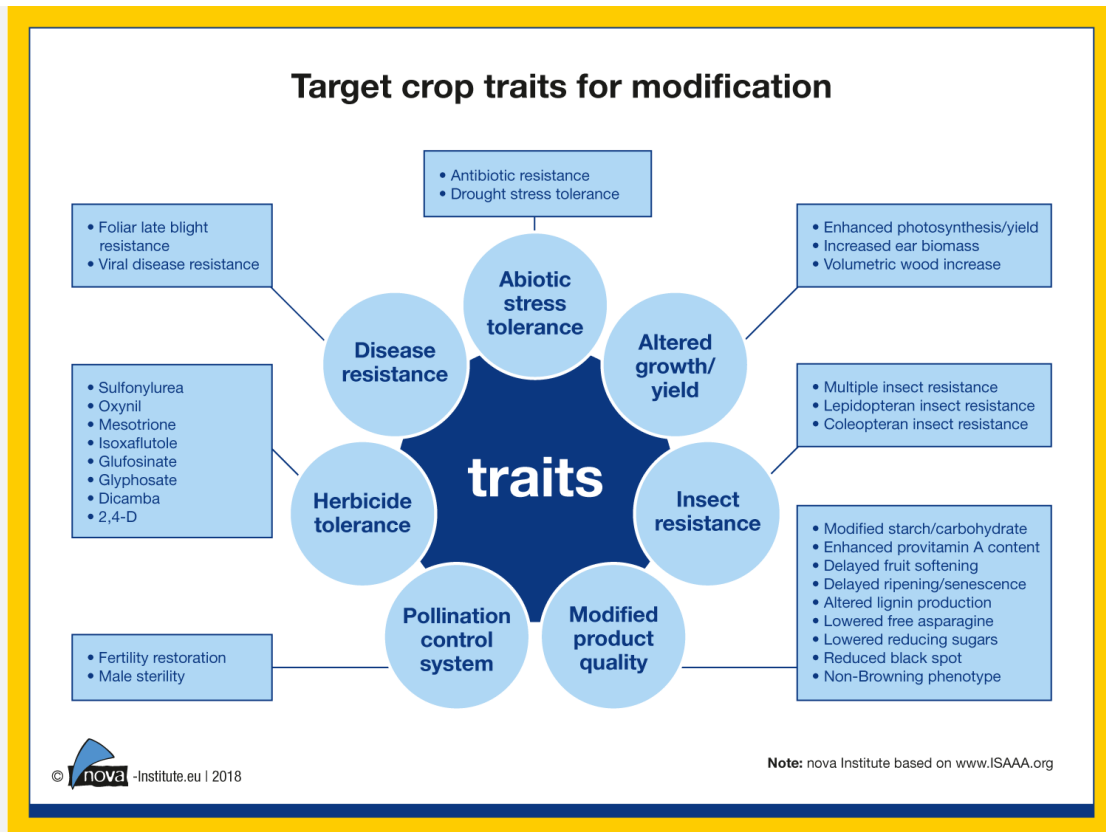 Target crop traits for modification
• Antibiotic resistance
• Drought stress tolerance
• Foliar late blight
resistance
• Viral disease resistance
• Enhanced photosynthesis/yield
• Increased ear biomass
• Volumetric wood increase
Abiotic
stress
tolerance
Disease
resistance
Altered
growth/
yield
• Sulfonylurea
• Oxynil
• Mesotrione
• Isoxaflutole
• Glufosinate
• Glyphosate
• Dicamba
• 2,4-D
• Multiple insect resistance
• Lepidopteran insect resistance
• Coleopteran insect resistance
traits
Herbicide
tolerance
Insect
resistance
• Modified starch/carbohydrate
• Enhanced provitamin A content
• Delayed fruit softening
• Delayed ripening/senescence
• Altered lignin production
• Lowered free asparagine
• Lowered reducing sugars
• Reduced black spot
• Non-Browning phenotype
Pollination
control
system
Modified
product
quality
• Fertility restoration
• Male sterility
© nova -Institute.eu | 2018
Note: nova Institute based on www.ISAAA.org